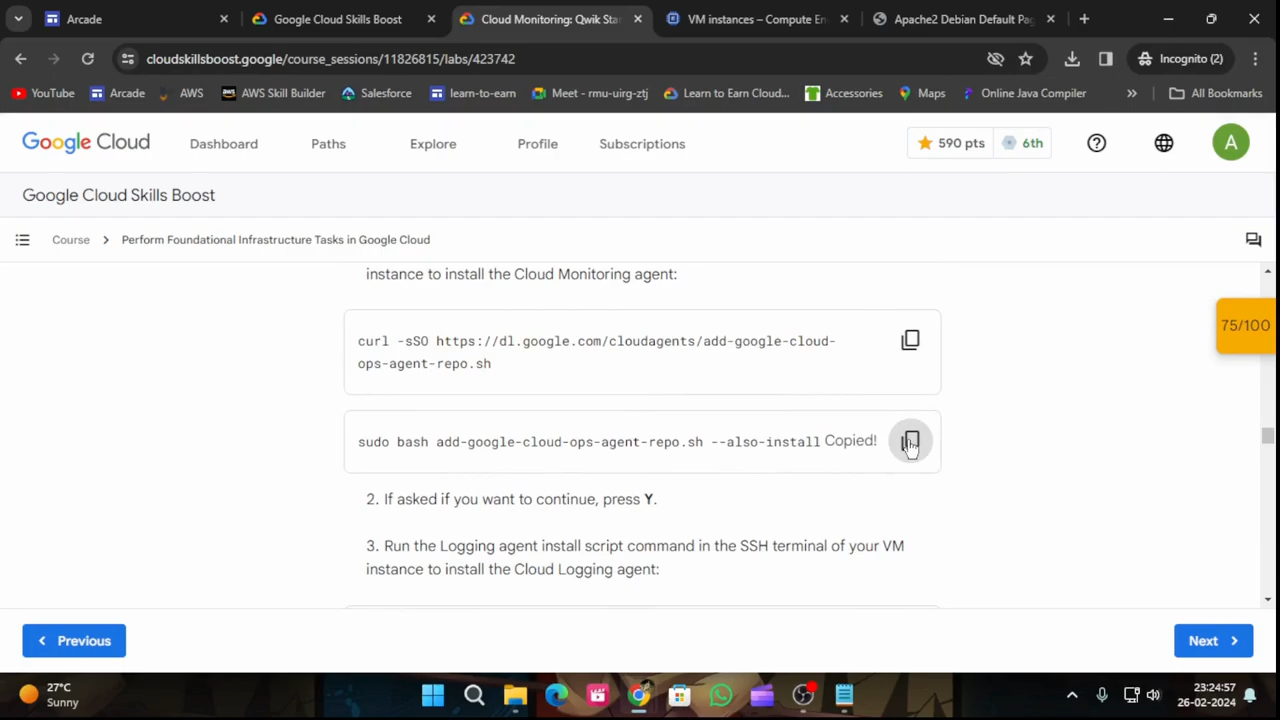 Arcade
Google Cloud Skills Boost
Cloud Monitoring: Qwik Star
VM instances – Compute En
Apache2 Debian Default Pag
cloudskillsboost.google/course_sessions/11826815/labs/423742
Incognito (2)
YouTube
Arcade
AWS
AWS Skill Builder
Salesforce
learn-to-earn
Meet - rmu-uirg-ztj
Learn to Earn Cloud...
Accessories
Maps
Online Java Compiler
All Bookmarks
Google Cloud
Dashboard
Paths
Explore
Profile
Subscriptions
590 pts
6th
A
Google Cloud Skills Boost
Course
Perform Foundational Infrastructure Tasks in Google Cloud
instance to install the Cloud Monitoring agent:
curl -sSO https://dl.google.com/cloudagents/add-google-cloud-
ops-agent-repo.sh
75/100
sudo bash add-google-cloud-ops-agent-repo.sh --also-install
Copied!
2. If asked if you want to continue, press Y.
3. Run the Logging agent install script command in the SSH terminal of your VM
instance to install the Cloud Logging agent:
Previous
Next
27°C
Sunny
23:24:57
26-02-2024